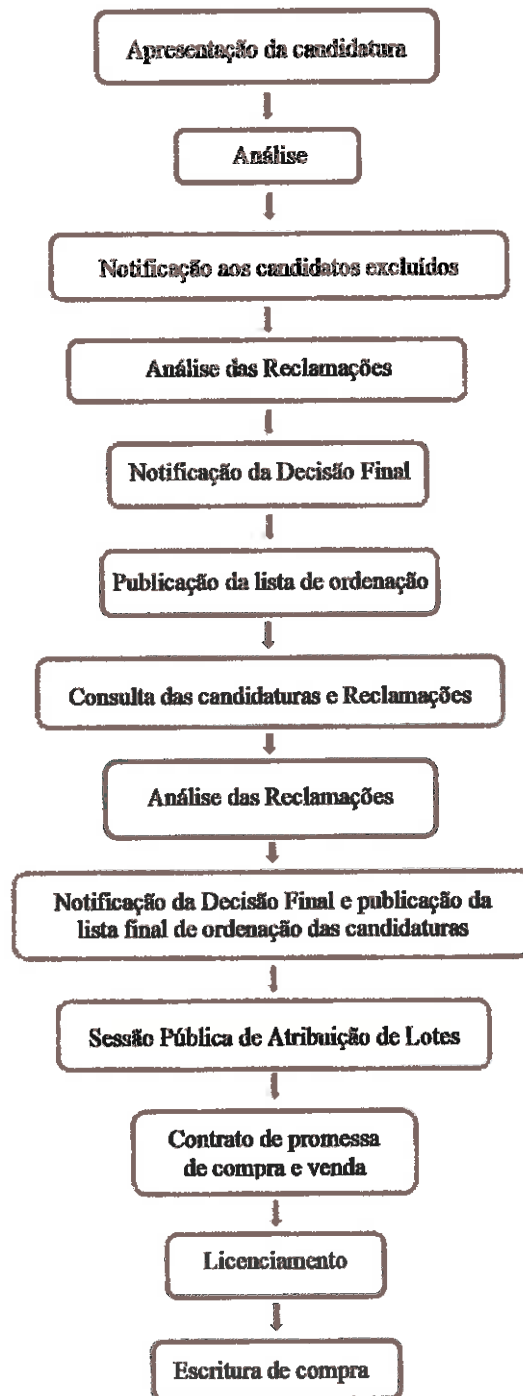 Apresentação da candidatura
Análise
Notificação aos candidatos excluídos
Análise das Reclamações
Notificação da Decisão Final
Publicação da lista de ordenação
Consulta das candidaturas e Reclamações
Análise das Reclamações
Notificação da Decisão Final e publicação da
lista final de ordenação das candidaturas
Sessão Pública de Atribuição de Lotes
Contrato de promessa
de compra e venda
Licenciamento
Escritura de compra